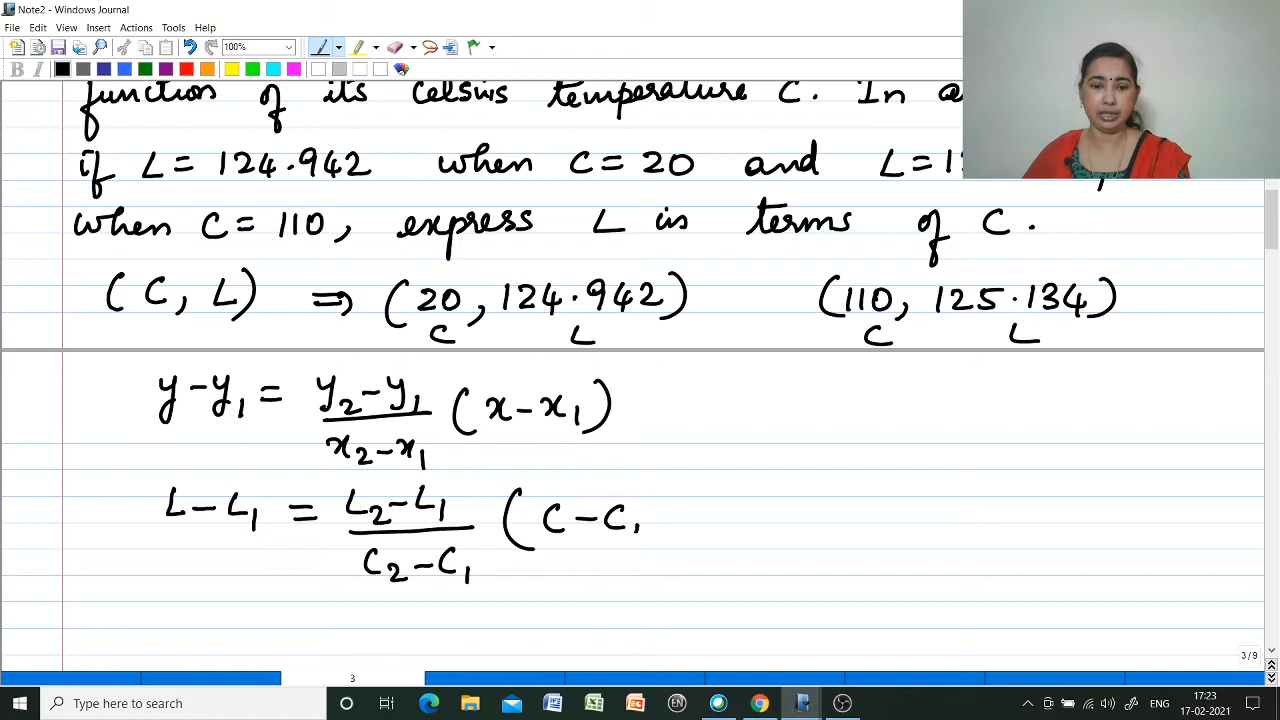 Note2 - Windows Journal
File Edit View Insert Actions Tools Help
100%
B I
function of its Celsius temperature C. In a
if L = 124.942 when C = 20 and L = 1
when C = 110, express L in terms of C.
(C, L) ⇒ (20, 124.942) (110, 125.134)
C L C L
y - y₁ = y₂ - y₁ / x₂ - x₁ (x - x₁)
L - L₁ = L₂ - L₁ / C₂ - C₁ (C - C₁
3/9
3
Type here to search
EN
ENG
17:23
17-02-2021